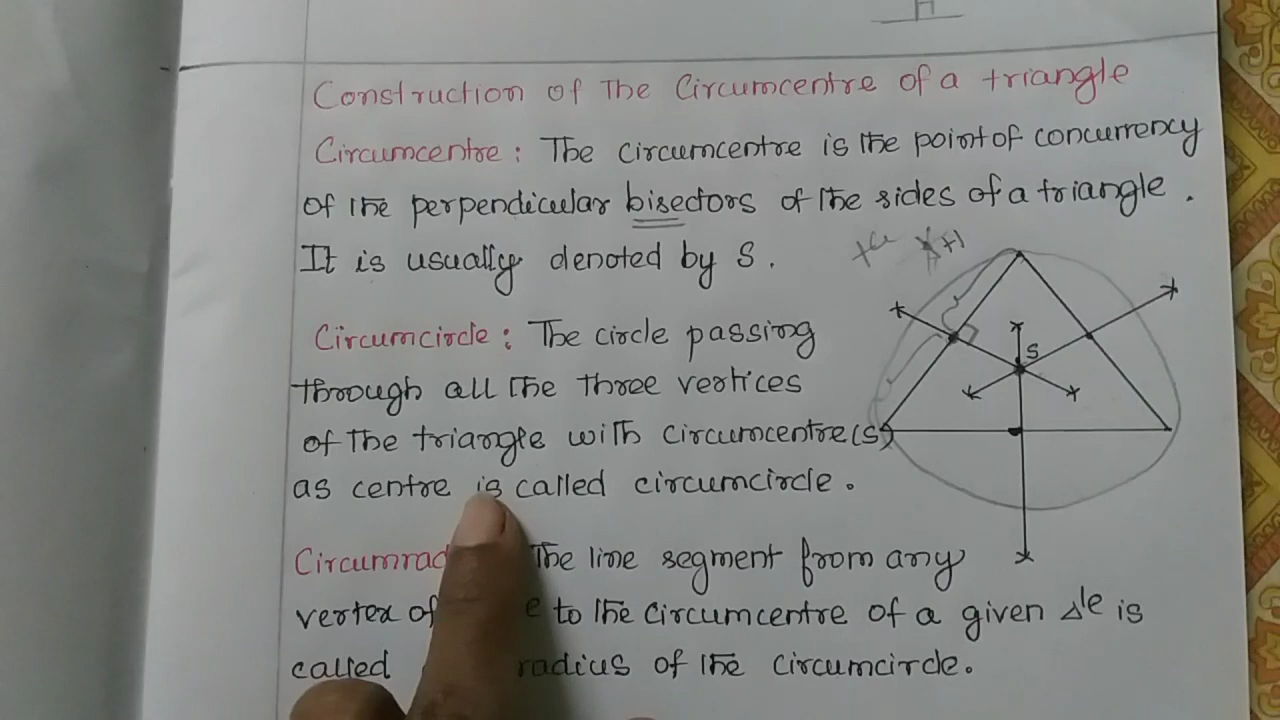 Construction of The Circumcentre of a triangle
Circumcentre : The circumcentre is the point of concurrency
of the perpendicular bisectors of the sides of a triangle .
It is usually denoted by S .
S
Circumcircle : The circle passing
through all the three vertices
of the triangle with circumcentre(s)
as centre is called circumcircle .
Circumrad The line segment from any
vertex of e to the circumcentre of a given Δle is
called radius of the circumcircle .